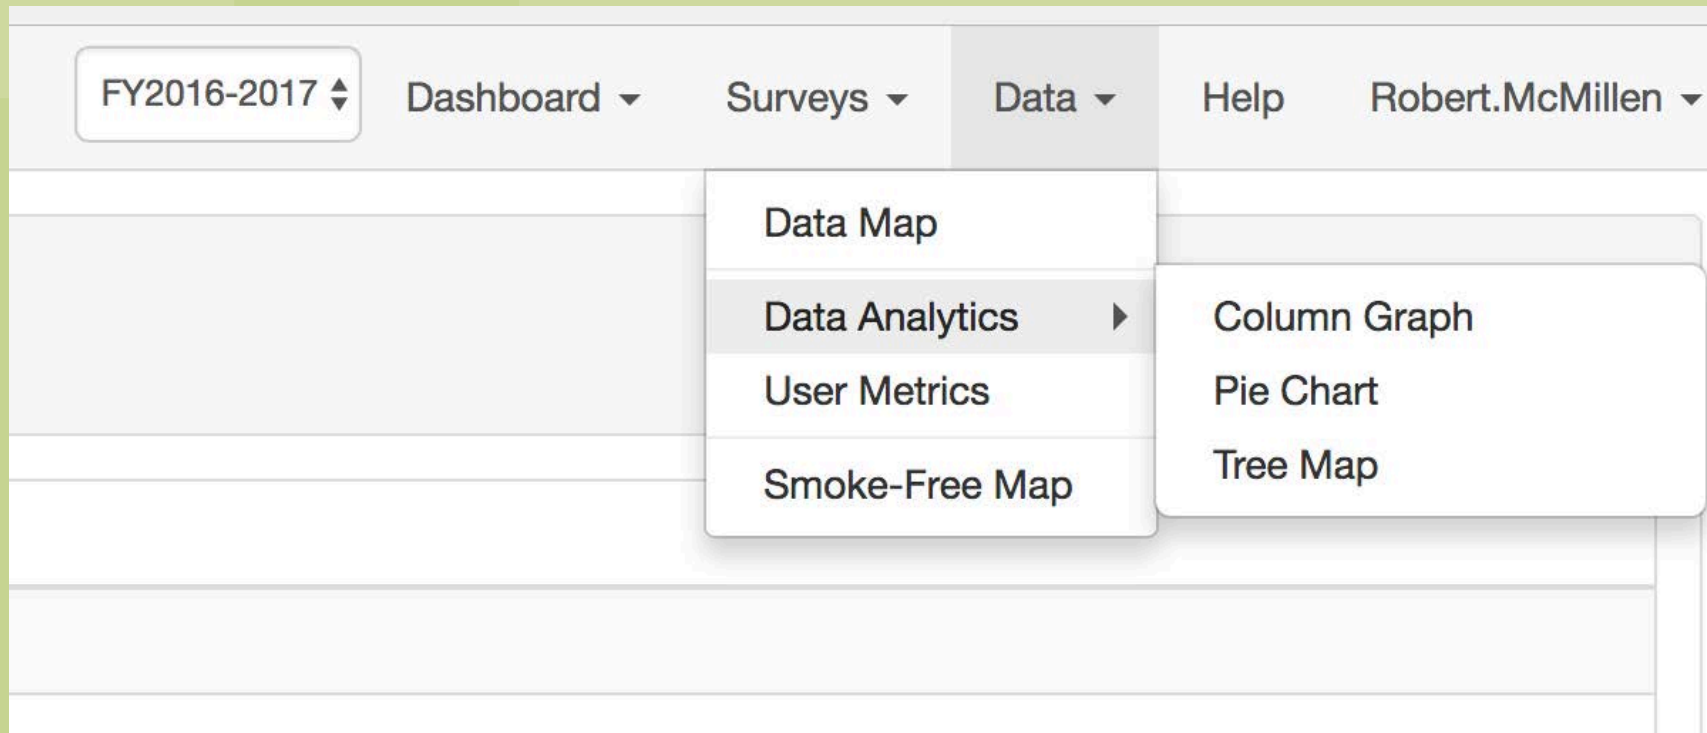 FY2016-2017 Dashboard Surveys Data Help Robert.McMillen
Data Map
Data Analytics
User Metrics
Smoke-Free Map
Column Graph
Pie Chart
Tree Map